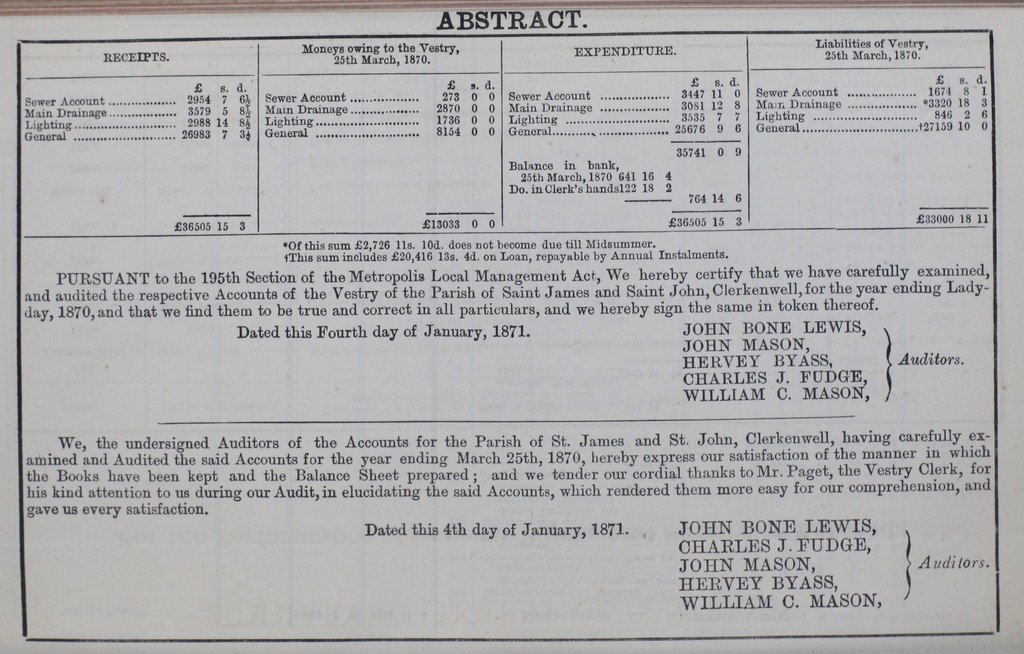 ABSTRACT.
RECEIPTS.
£ s. d.
Sewer Account ................. 2954 7 6½
Main Drainage ................. 3579 5 8½
Lighting ......................... 2988 14 8½
General ........................... 26983 7 3¼
£36505 15 3
Moneys owing to the Vestry,
25th March, 1870.
£ s. d.
Sewer Account ................. 273 0 0
Main Drainage ................. 2870 0 0
Lighting ......................... 1736 0 0
General ........................... 8154 0 0
£13033 0 0
EXPENDITURE.
£ s. d.
Sewer Account ................. 3447 11 0
Main Drainage ................. 3081 12 8
Lighting ......................... 3535 7 7
General ........................... 25676 9 6
35741 0 9
Balance in bank,
25th March, 1870 641 16 4
Do. in Clerk's hands 122 18 2
764 14 6
£36505 15 3
Liabilities of Vestry,
25th March, 1870.
£ s. d.
Sewer Account ................. 1674 8 1
Main Drainage ................. *3320 18 3
Lighting ......................... 846 2 6
General ........................... †27159 10 0
£33000 18 11
*Of this sum £2,726 11s. 10d. does not become due till Midsummer.
†This sum includes £20,416 13s. 4d. on Loan, repayable by Annual Instalments.
PURSUANT to the 195th Section of the Metropolis Local Management Act, We hereby certify that we have carefully examined,
and audited the respective Accounts of the Vestry of the Parish of Saint James and Saint John, Clerkenwell, for the year ending Lady-
day, 1870, and that we find them to be true and correct in all particulars, and we hereby sign the same in token thereof.
Dated this Fourth day of January, 1871.
JOHN BONE LEWIS,
JOHN MASON,
HERVEY BYASS,
CHARLES J. FUDGE,
WILLIAM C. MASON,
Auditors.
We, the undersigned Auditors of the Accounts for the Parish of St. James and St. John, Clerkenwell, having carefully ex-
amined and Audited the said Accounts for the year ending March 25th, 1870, hereby express our satisfaction of the manner in which
the Books have been kept and the Balance Sheet prepared; and we tender our cordial thanks to Mr. Paget, the Vestry Clerk, for
his kind attention to us during our Audit, in elucidating the said Accounts, which rendered them more easy for our comprehension, and
gave us every satisfaction.
Dated this 4th day of January, 1871.
JOHN BONE LEWIS,
CHARLES J. FUDGE,
JOHN MASON,
HERVEY BYASS,
WILLIAM C. MASON,
Auditors.